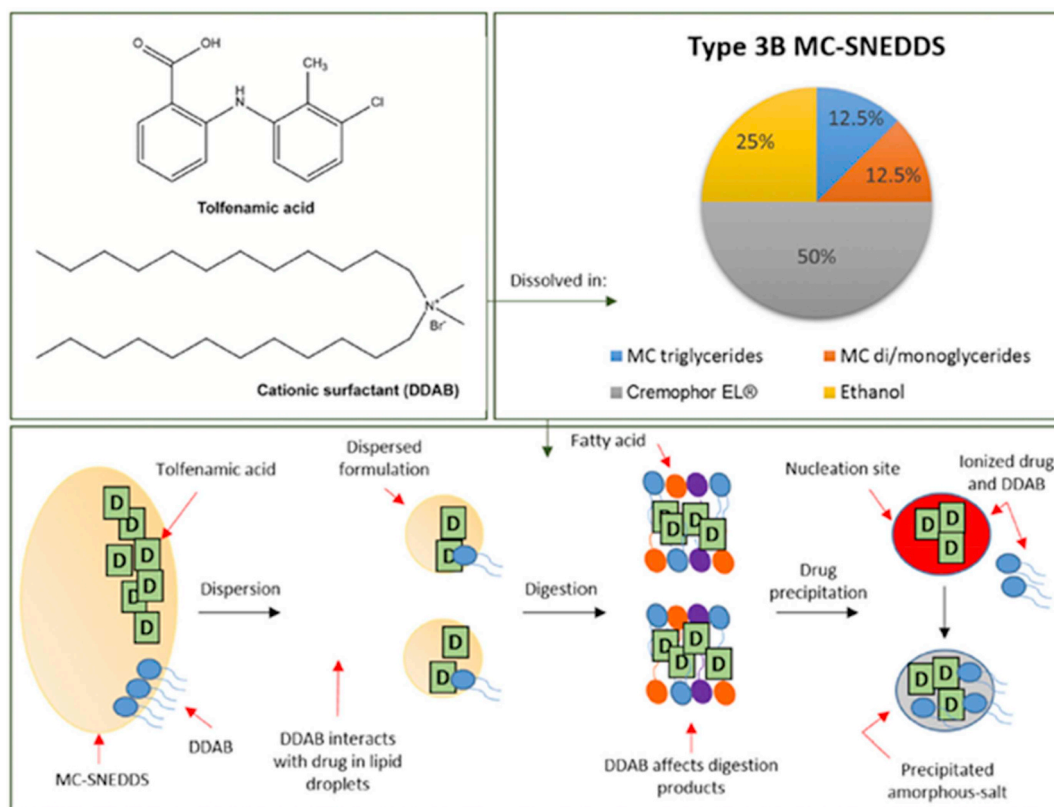 O
OH
H
N
CH3
Cl
Tolfenamic acid
N+
Br-
Cationic surfactant (DDAB)
Dissolved in:
Type 3B MC-SNEDDS
25%
12.5%
12.5%
50%
MC triglycerides
MC di/monoglycerides
Cremophor EL®
Ethanol
Tolfenamic acid
D
D
D
D
D
D
D
DDAB
MC-SNEDDS
Dispersion
Dispersed
formulation
D
D
D
D
DDAB interacts
with drug in lipid
droplets
Digestion
Fatty acid
D
D
D
D
D
D
D
D
DDAB affects digestion
products
Drug
precipitation
Nucleation site
Ionized drug
and DDAB
D
D
D
D
D
D
Precipitated
amorphous-salt